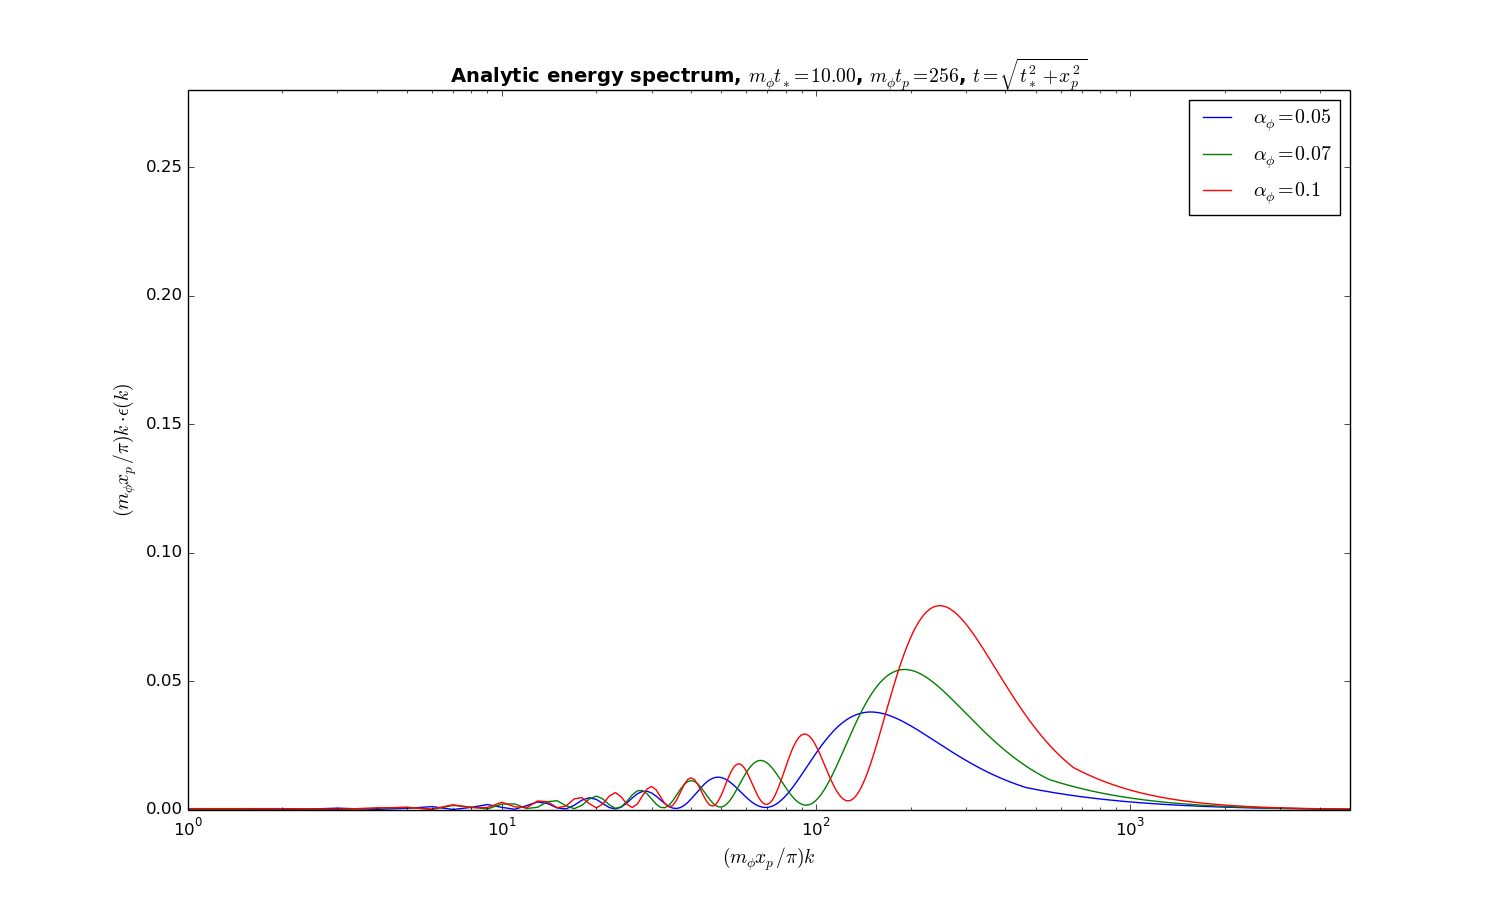 Analytic energy spectrum, $m_\phi t_* = 10.00$, $m_\phi t_p = 256$, $t = \sqrt{t_*^2 + x_p^2}$
$\alpha_\phi = 0.05$
$\alpha_\phi = 0.07$
$\alpha_\phi = 0.1$
0.25
0.20
0.15
0.10
0.05
0.00
$(m_\phi x_p/\pi)k \cdot \epsilon(k)$
$10^0$ $10^1$ $10^2$ $10^3$
$(m_\phi x_p/\pi)k$